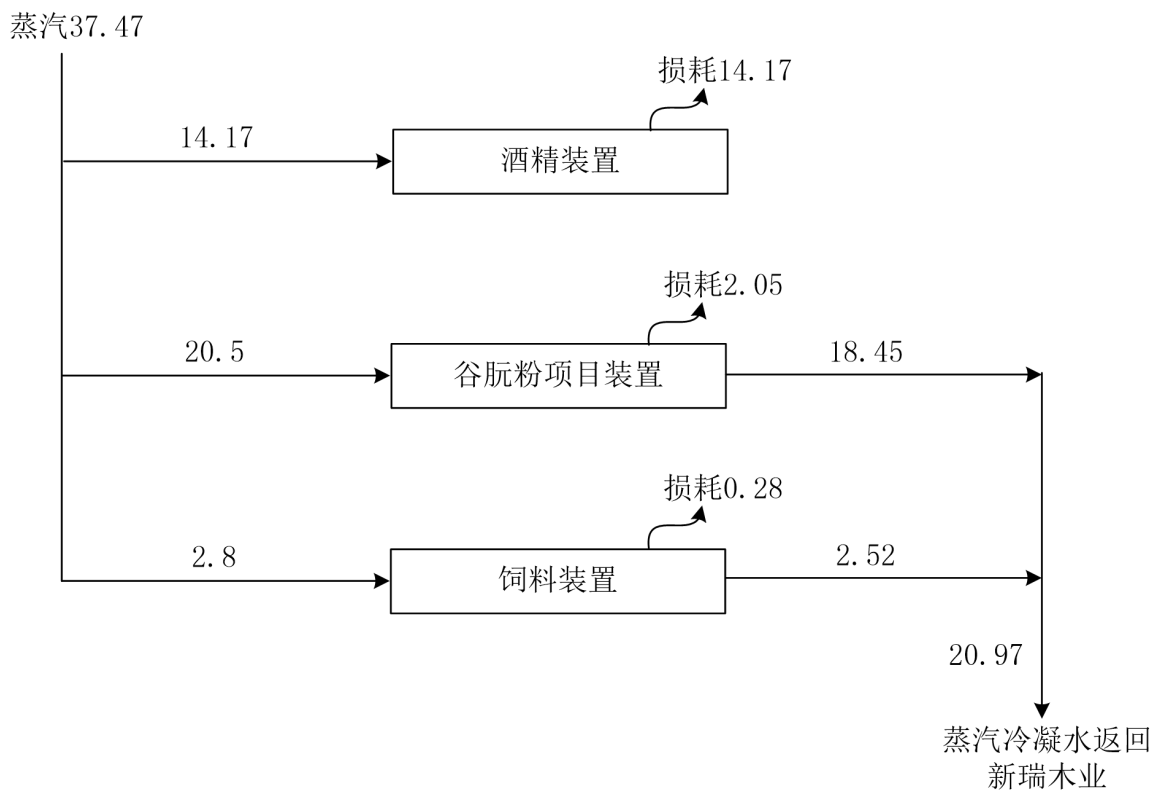 蒸汽37.47
损耗14.17
14.17
酒精装置
损耗2.05
20.5
谷朊粉项目装置
18.45
损耗0.28
2.8
饲料装置
2.52
20.97
蒸汽冷凝水返回
新瑞木业